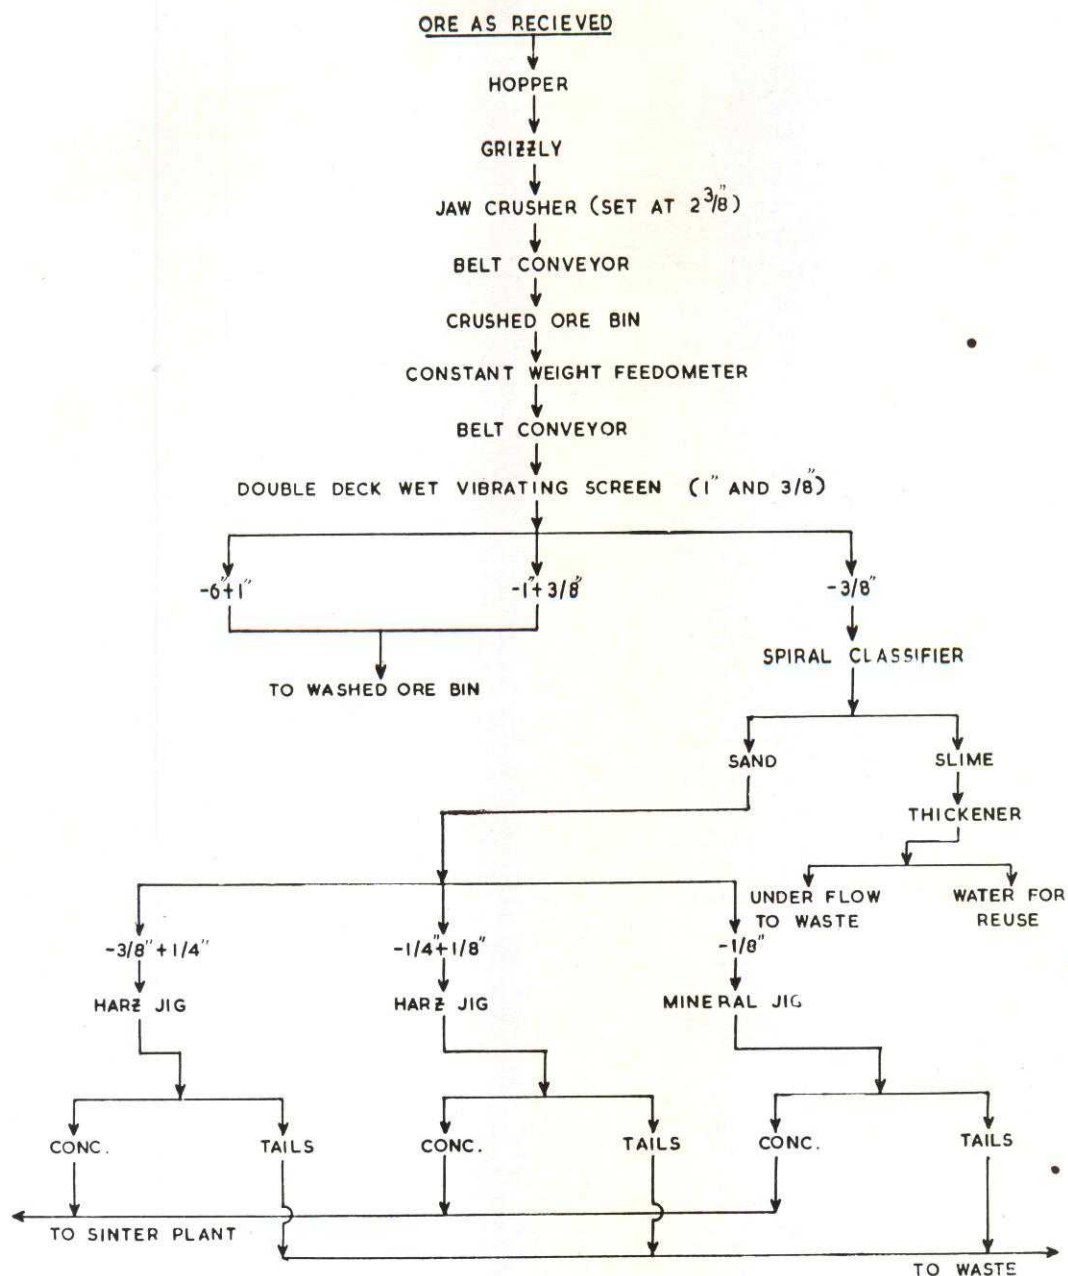 ORE AS RECIEVED
HOPPER
GRIZZLY
JAW CRUSHER (SET AT 2 3/8")
BELT CONVEYOR
CRUSHED ORE BIN
CONSTANT WEIGHT FEEDOMETER
BELT CONVEYOR
DOUBLE DECK WET VIBRATING SCREEN (1" AND 3/8")
-6"+1" -1"+3/8" -3/8"
SPIRAL CLASSIFIER
TO WASHED ORE BIN
SAND SLIME
THICKENER
UNDER FLOW TO WASTE
WATER FOR REUSE
-3/8"+1/4" -1/4"+1/8" -1/8"
HARZ JIG HARZ JIG MINERAL JIG
CONC. TAILS CONC. TAILS CONC. TAILS
TO SINTER PLANT
TO WASTE